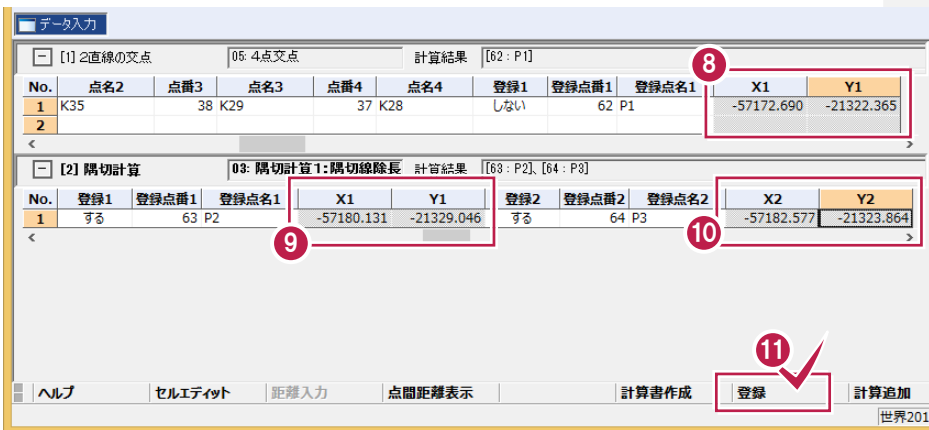 データ入力
[1] 2直線の交点 05: 4点交点 計算結果 [62 : P1]
8
No. 点名2 点番3 点名3 点番4 点名4 登録1 登録点番1 登録点名1 X1 Y1
1 K35 38 K29 37 K28 しない 62 P1 -57172.690 -21322.365
2
[2] 隅切計算 03: 隅切計算1:隅切線除長 計算結果 [63 : P2]、[64 : P3]
No. 登録1 登録点番1 登録点名1 X1 Y1 登録2 登録点番2 登録点名2 X2 Y2
1 する 63 P2 -57180.131 -21329.046 する 64 P3 -57182.577 -21323.864
9 10
11
ヘルプ セルエディット 距離入力 点間距離表示 計算書作成 登録 計算追加
世界201